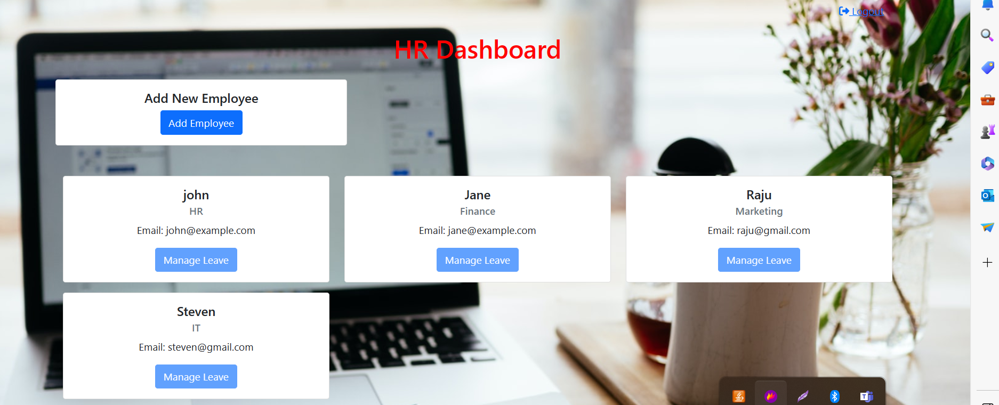 Logout
HR Dashboard
Add New Employee
Add Employee
john
HR
Email: john@example.com
Manage Leave
Jane
Finance
Email: jane@example.com
Manage Leave
Raju
Marketing
Email: raju@gmail.com
Manage Leave
Steven
IT
Email: steven@gmail.com
Manage Leave